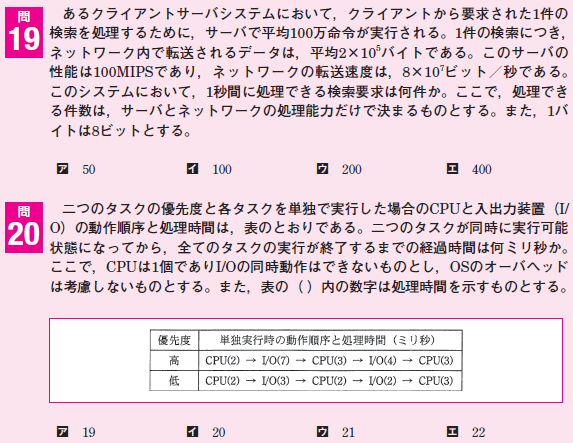 問
19
あるクライアントサーバシステムにおいて，クライアントから要求された1件の
検索を処理するために，サーバで平均100万命令が実行される。1件の検索につき，
ネットワーク内で転送されるデータは，平均2×10⁵バイトである。このサーバの
性能は100MIPSであり，ネットワークの転送速度は，8×10⁷ビット／秒である。
このシステムにおいて，1秒間に処理できる検索要求は何件か。ここで，処理でき
る件数は，サーバとネットワークの処理能力だけで決まるものとする。また，1バ
イトは8ビットとする。
ア 50 イ 100 ウ 200 エ 400
問
20
二つのタスクの優先度と各タスクを単独で実行した場合のCPUと入出力装置（I/
O）の動作順序と処理時間は，表のとおりである。二つのタスクが同時に実行可能
状態になってから，全てのタスクの実行が終了するまでの経過時間は何ミリ秒か。
ここで，CPUは1個でありI/Oの同時動作はできないものとし，OSのオーバヘッド
は考慮しないものとする。また，表の（ ）内の数字は処理時間を示すものとする。
優先度 単独実行時の動作順序と処理時間（ミリ秒）
高 CPU(2) → I/O(7) → CPU(3) → I/O(4) → CPU(3)
低 CPU(2) → I/O(3) → CPU(2) → I/O(2) → CPU(3)
ア 19 イ 20 ウ 21 エ 22